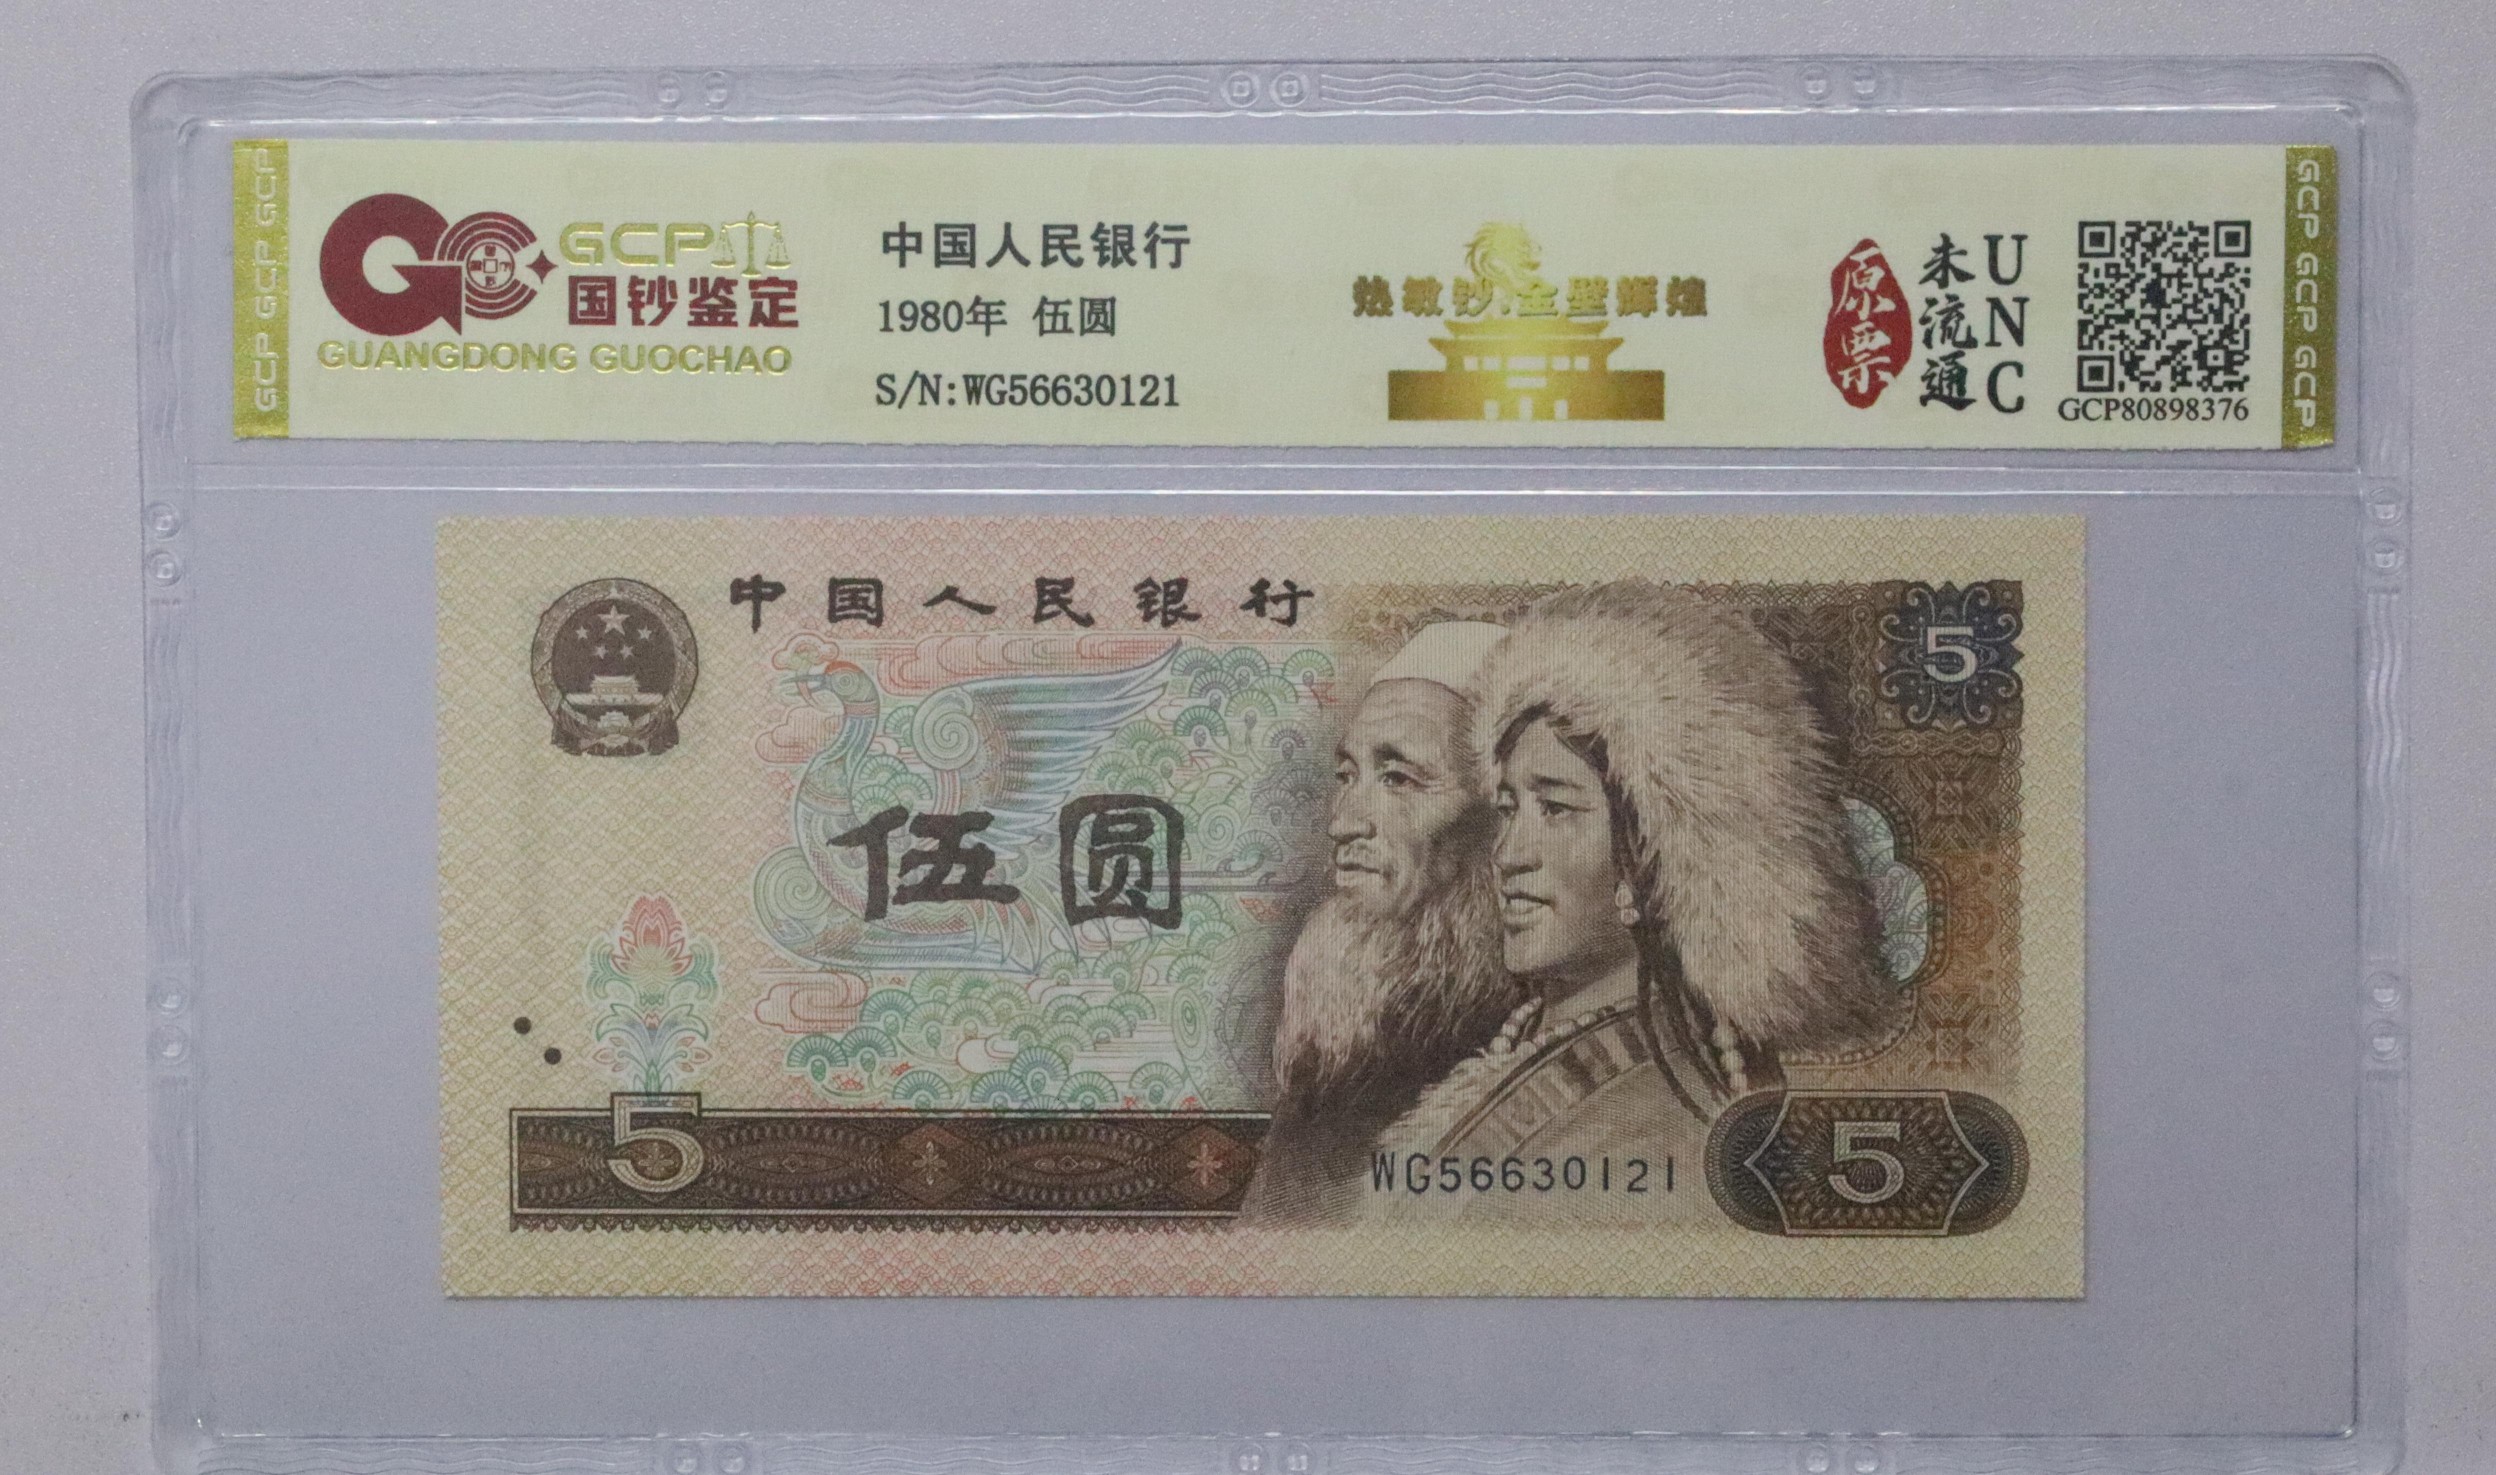 GCP GCP GCP
GCP
国钞鉴定
GUANGDONG GUOCHAO
中国人民银行
1980年 伍圆
S/N:WG56630121
热敏钞.金壁辉煌
原票
未流通
UNC
GCP80898376
GCP GCP GCP
中国人民银行
5
伍圆
5
WG56630121
5